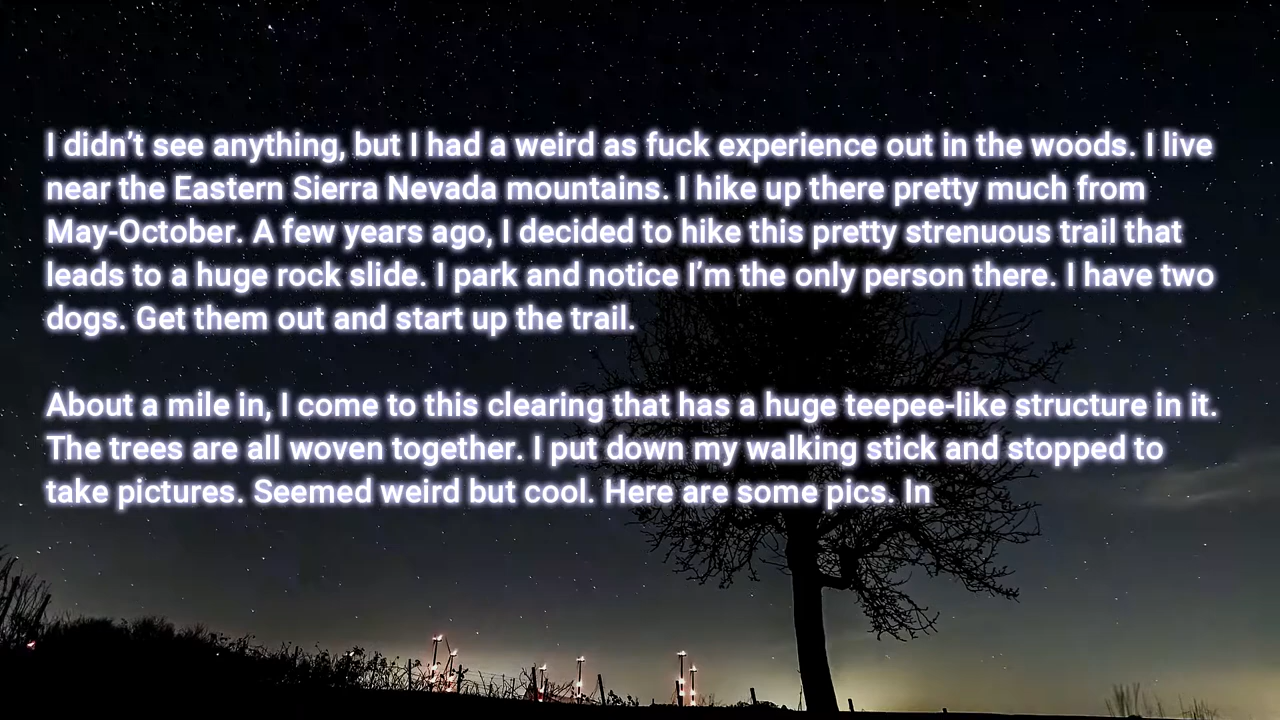 I didn’t see anything, but I had a weird as fuck experience out in the woods. I live
near the Eastern Sierra Nevada mountains. I hike up there pretty much from
May-October. A few years ago, I decided to hike this pretty strenuous trail that
leads to a huge rock slide. I park and notice I’m the only person there. I have two
dogs. Get them out and start up the trail.
About a mile in, I come to this clearing that has a huge teepee-like structure in it.
The trees are all woven together. I put down my walking stick and stopped to
take pictures. Seemed weird but cool. Here are some pics. In